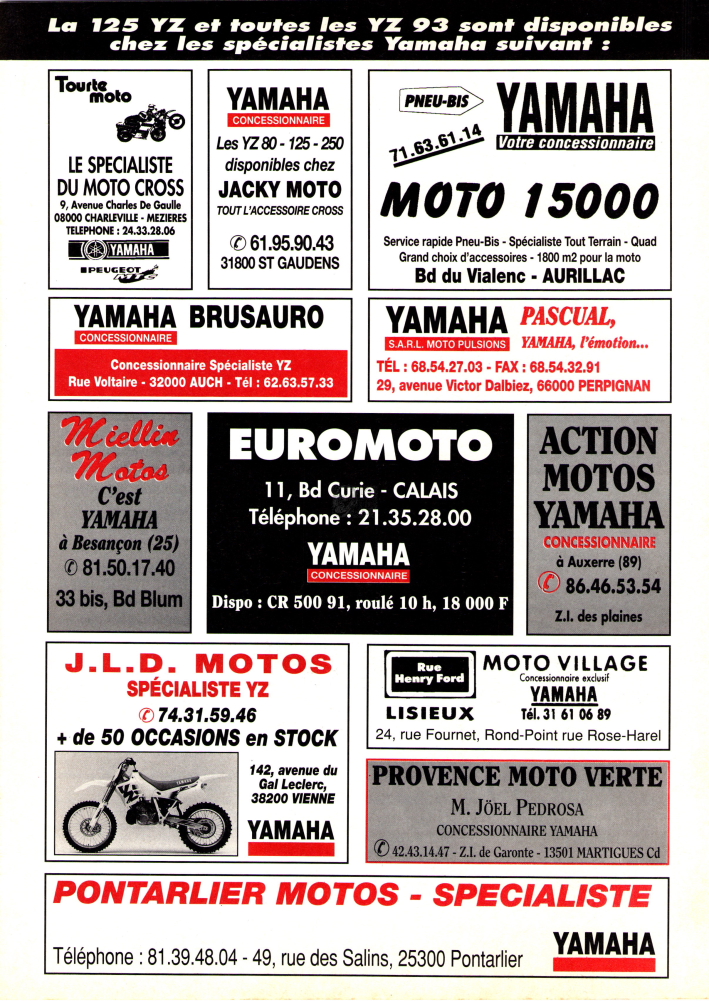 La 125 YZ et toutes les YZ 93 sont disponibles
chez les spécialistes Yamaha suivant :
Tourte
moto
LE SPECIALISTE
DU MOTO CROSS
9, Avenue Charles De Gaulle
08000 CHARLEVILLE - MEZIERES
TELEPHONE : 24.33.28.06
YAMAHA
PEUGEOT
YAMAHA
CONCESSIONNAIRE
Les YZ 80 - 125 - 250
disponibles chez
JACKY MOTO
TOUT L'ACCESSOIRE CROSS
✆ 61.95.90.43
31800 ST GAUDENS
PNEU-BIS
71.63.61.14
YAMAHA
Votre concessionnaire
MOTO 15000
Service rapide Pneu-Bis - Spécialiste Tout Terrain - Quad
Grand choix d'accessoires - 1800 m2 pour la moto
Bd du Vialenc - AURILLAC
YAMAHA BRUSAURO
CONCESSIONNAIRE
Concessionnaire Spécialiste YZ
Rue Voltaire - 32000 AUCH - Tél : 62.63.57.33
YAMAHA PASCUAL,
S.A.R.L. MOTO PULSIONS YAMAHA, l'émotion...
TÉL : 68.54.27.03 - FAX : 68.54.32.91
29, avenue Victor Dalbiez, 66000 PERPIGNAN
Miellin
Motos
C'est
YAMAHA
à Besançon (25)
✆ 81.50.17.40
33 bis, Bd Blum
EUROMOTO
11, Bd Curie - CALAIS
Téléphone : 21.35.28.00
YAMAHA
CONCESSIONNAIRE
Dispo : CR 500 91, roulé 10 h, 18 000 F
ACTION
MOTOS
YAMAHA
CONCESSIONNAIRE
à Auxerre (89)
✆ 86.46.53.54
Z.I. des plaines
J.L.D. MOTOS
SPÉCIALISTE YZ
✆ 74.31.59.46
+ de 50 OCCASIONS en STOCK
142, avenue du
Gal Leclerc,
38200 VIENNE
YAMAHA
Rue
Henry Ford
LISIEUX
MOTO VILLAGE
Concessionnaire exclusif
YAMAHA
Tél. 31 61 06 89
24, rue Fournet, Rond-Point rue Rose-Harel
PROVENCE MOTO VERTE
M. JÖEL PEDROSA
CONCESSIONNAIRE YAMAHA
✆ 42.43.14.47 - Z.I. de Garonte - 13501 MARTIGUES Cd
PONTARLIER MOTOS - SPECIALISTE
YAMAHA
Téléphone : 81.39.48.04 - 49, rue des Salins, 25300 Pontarlier